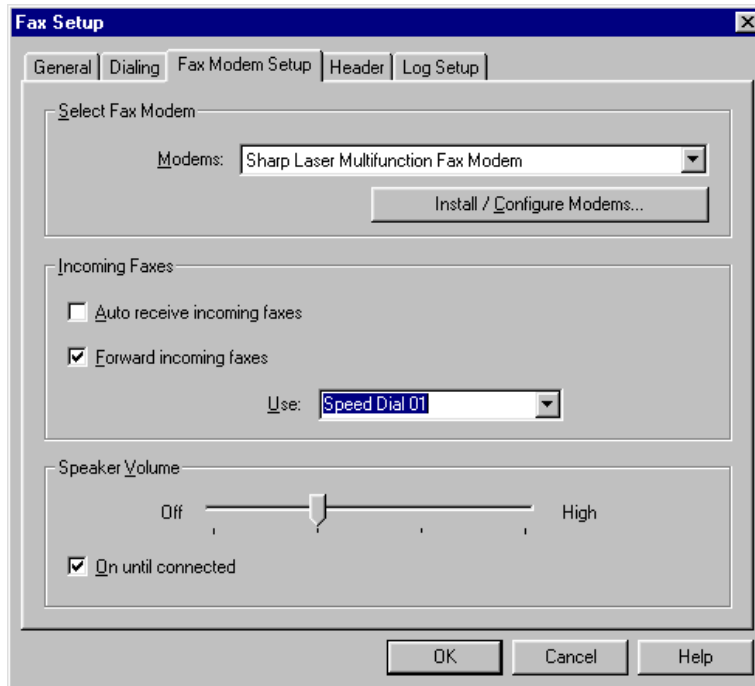 Fax Setup
General Dialing Fax Modem Setup Header Log Setup
Select Fax Modem
Modems: Sharp Laser Multifunction Fax Modem
Install / Configure Modems...
Incoming Faxes
Auto receive incoming faxes
Forward incoming faxes
Use: Speed Dial 01
Speaker Volume
Off High
On until connected
OK Cancel Help